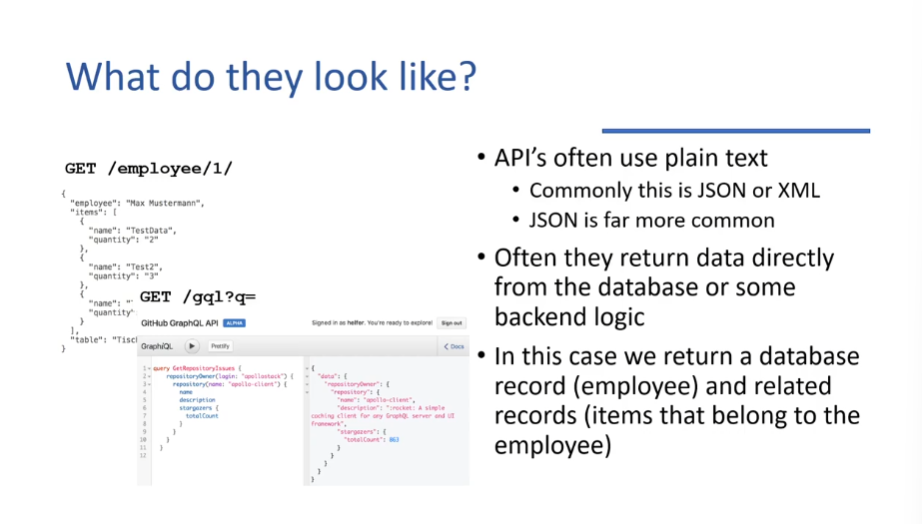 What do they look like?
GET /employee/1/
{
"employee": "Max Mustermann",
"items": [
{
"name": "TestData",
"quantity": "2"
},
{
"name": "Test2",
"quantity": "3"
},
{
"name": "
"quantity"
}
],
"table": "Tisc
}
GET /gql?q=
GitHub GraphQL API ALPHA Signed in as helfer. You're ready to explore! Sign out
GraphiQL Prettify < Docs
1 query GetRepositoryIssues {
2 repositoryOwner(login: "apollostack") {
3 repository(name: "apollo-client") {
4 name
5 description
6 stargazers {
7 totalCount
8 }
9 }
10 }
11 }
12
{
"data": {
"repositoryOwner": {
"repository": {
"name": "apollo-client",
"description": ":rocket: A simple
caching client for any GraphQL server and UI
framework",
"stargazers": {
"totalCount": 863
}
}
}
}
}
• API's often use plain text
• Commonly this is JSON or XML
• JSON is far more common
• Often they return data directly
from the database or some
backend logic
• In this case we return a database
record (employee) and related
records (items that belong to the
employee)